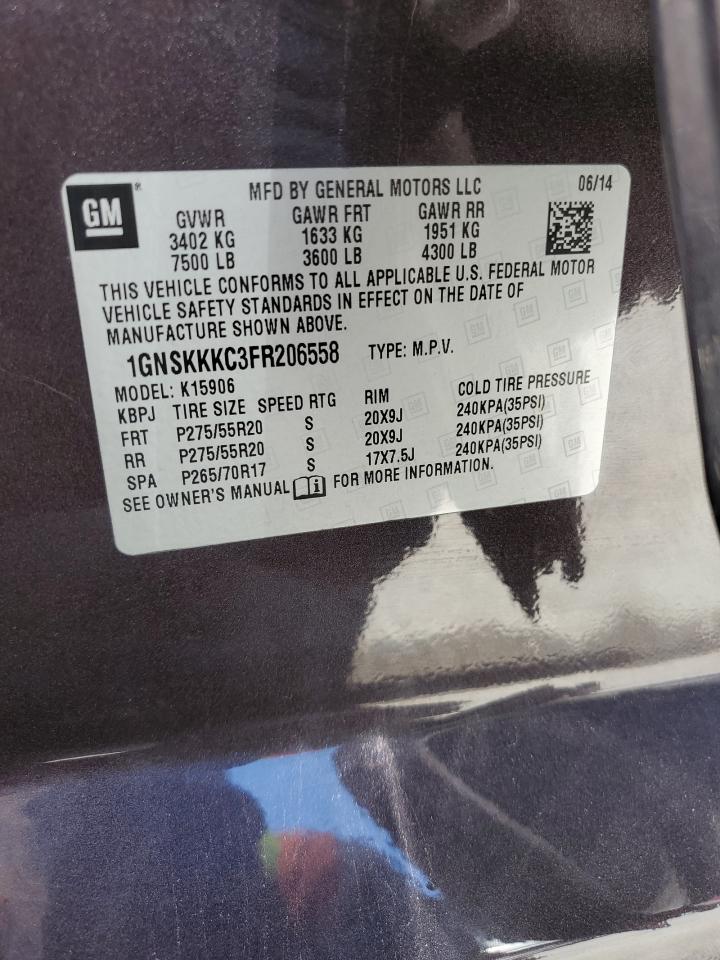 GM ®
MFD BY GENERAL MOTORS LLC 06/14
GVWR GAWR FRT GAWR RR
3402 KG 1633 KG 1951 KG
7500 LB 3600 LB 4300 LB
THIS VEHICLE CONFORMS TO ALL APPLICABLE U.S. FEDERAL MOTOR
VEHICLE SAFETY STANDARDS IN EFFECT ON THE DATE OF
MANUFACTURE SHOWN ABOVE.
1GNSKKKC3FR206558 TYPE: M.P.V.
MODEL: K15906
KBPJ TIRE SIZE SPEED RTG RIM COLD TIRE PRESSURE
FRT P275/55R20 S 20X9J 240KPA(35PSI)
RR P275/55R20 S 20X9J 240KPA(35PSI)
SPA P265/70R17 S 17X7.5J 240KPA(35PSI)
SEE OWNER'S MANUAL i FOR MORE INFORMATION.